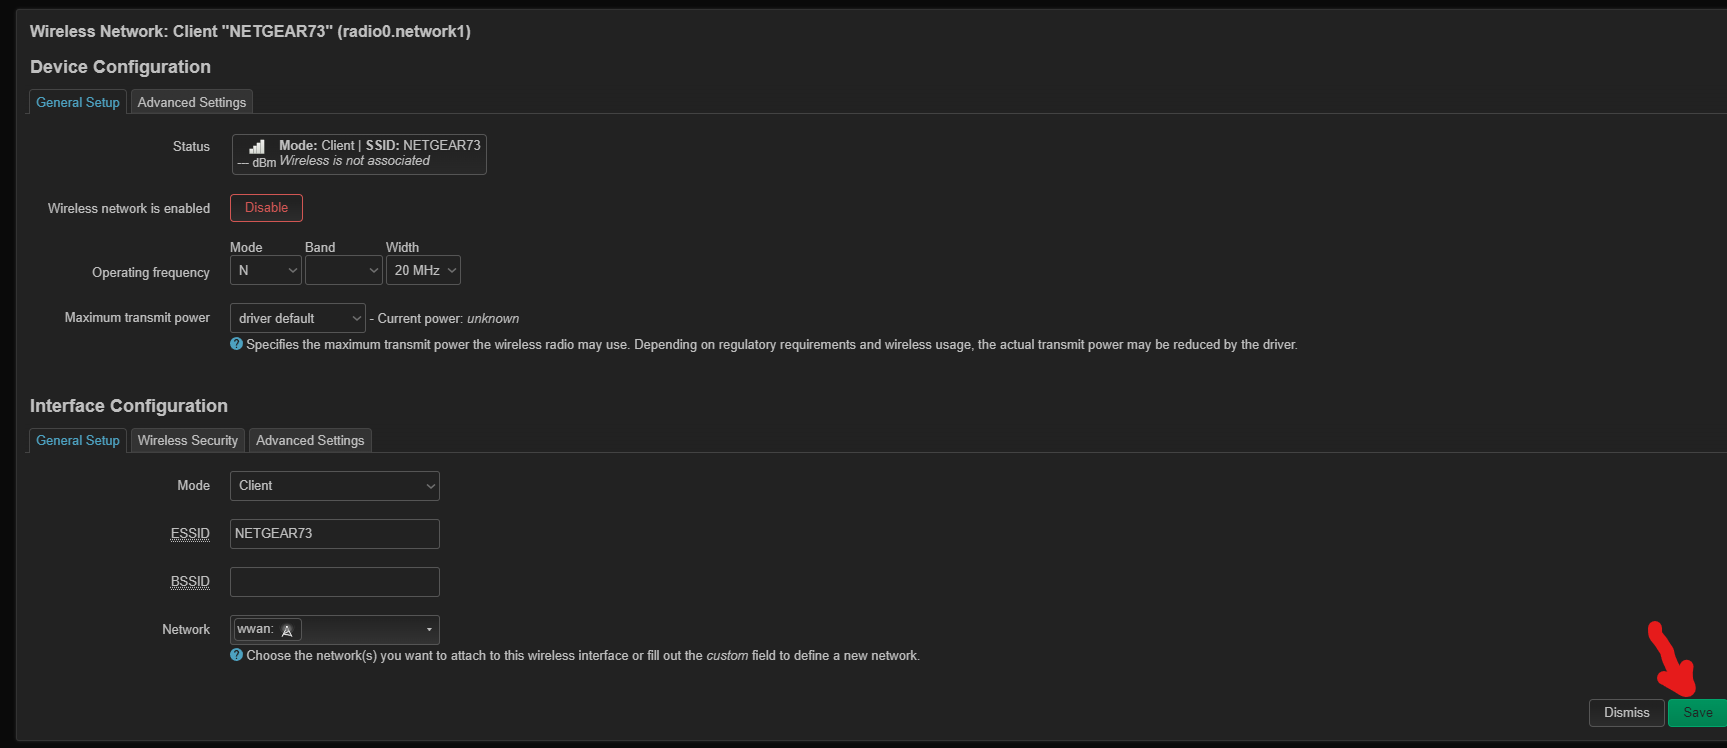 Wireless Network: Client "NETGEAR73" (radio0.network1)
Device Configuration
General Setup Advanced Settings
Status
Mode: Client | SSID: NETGEAR73
--- dBm Wireless is not associated
Wireless network is enabled Disable
Mode Band Width
Operating frequency N 20 MHz
Maximum transmit power driver default - Current power: unknown
? Specifies the maximum transmit power the wireless radio may use. Depending on regulatory requirements and wireless usage, the actual transmit power may be reduced by the driver.
Interface Configuration
General Setup Wireless Security Advanced Settings
Mode Client
ESSID NETGEAR73
BSSID
Network wwan:
? Choose the network(s) you want to attach to this wireless interface or fill out the custom field to define a new network.
Dismiss Save